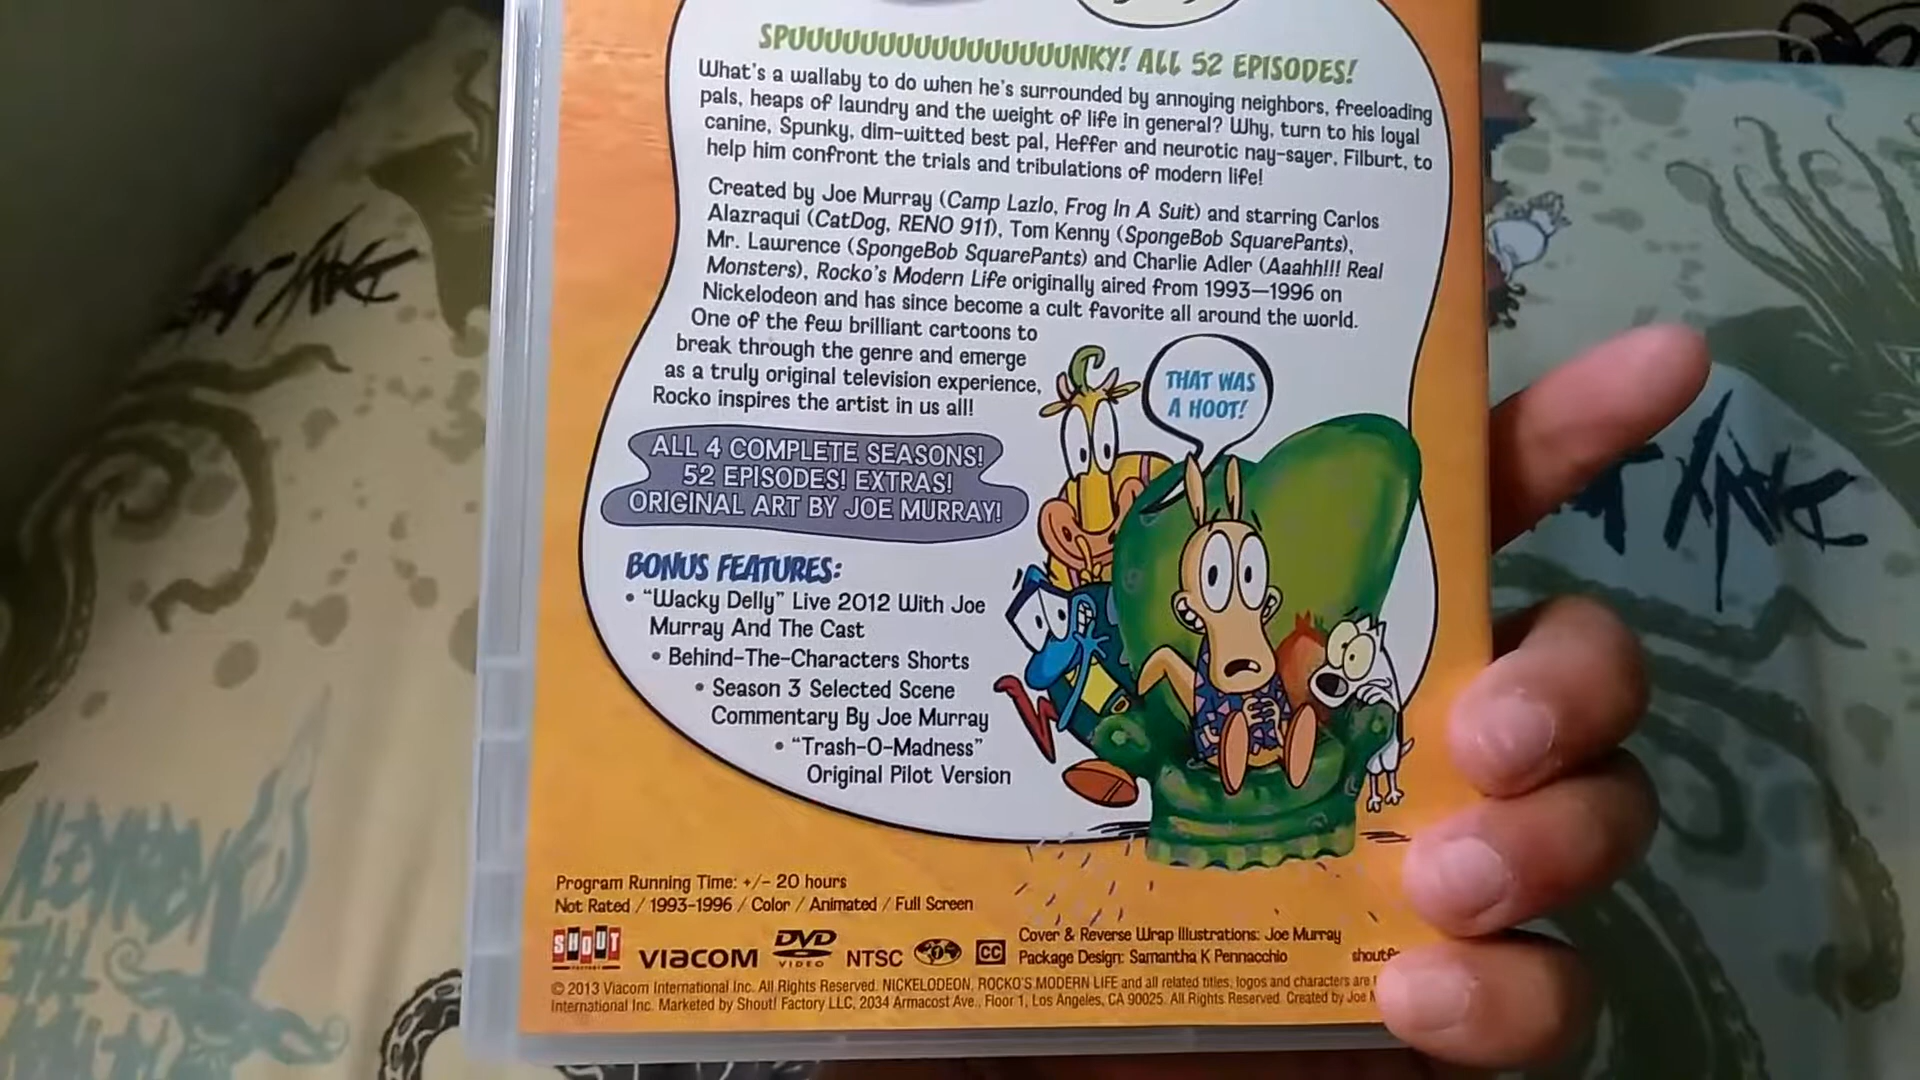 SPUUUUUUUUUUUUUUUUUNKY! ALL 52 EPISODES!
What's a wallaby to do when he's surrounded by annoying neighbors, freeloading
pals, heaps of laundry and the weight of life in general? Why, turn to his loyal
canine, Spunky, dim-witted best pal, Heffer and neurotic nay-sayer, Filburt, to
help him confront the trials and tribulations of modern life!
Created by Joe Murray (Camp Lazlo, Frog In A Suit) and starring Carlos
Alazraqui (CatDog, RENO 911), Tom Kenny (SpongeBob SquarePants),
Mr. Lawrence (SpongeBob SquarePants) and Charlie Adler (Aaahh!!! Real
Monsters), Rocko's Modern Life originally aired from 1993–1996 on
Nickelodeon and has since become a cult favorite all around the world.
One of the few brilliant cartoons to
break through the genre and emerge
as a truly original television experience,
Rocko inspires the artist in us all!
THAT WAS
A HOOT!
ALL 4 COMPLETE SEASONS!
52 EPISODES! EXTRAS!
ORIGINAL ART BY JOE MURRAY!
BONUS FEATURES:
• "Wacky Delly" Live 2012 With Joe
Murray And The Cast
• Behind-The-Characters Shorts
• Season 3 Selected Scene
Commentary By Joe Murray
• "Trash-O-Madness"
Original Pilot Version
Program Running Time: +/- 20 hours
Not Rated / 1993-1996 / Color / Animated / Full Screen
SHOUT FACTORY VIACOM DVD VIDEO NTSC 1 CC
Cover & Reverse Wrap Illustrations: Joe Murray
Package Design: Samantha K Pennacchio
© 2013 Viacom International Inc. All Rights Reserved. NICKELODEON, ROCKO'S MODERN LIFE and all related titles, logos and characters are
International Inc. Marketed by Shout! Factory LLC, 2034 Armacost Ave., Floor 1, Los Angeles, CA 90025. All Rights Reserved. Created by Joe